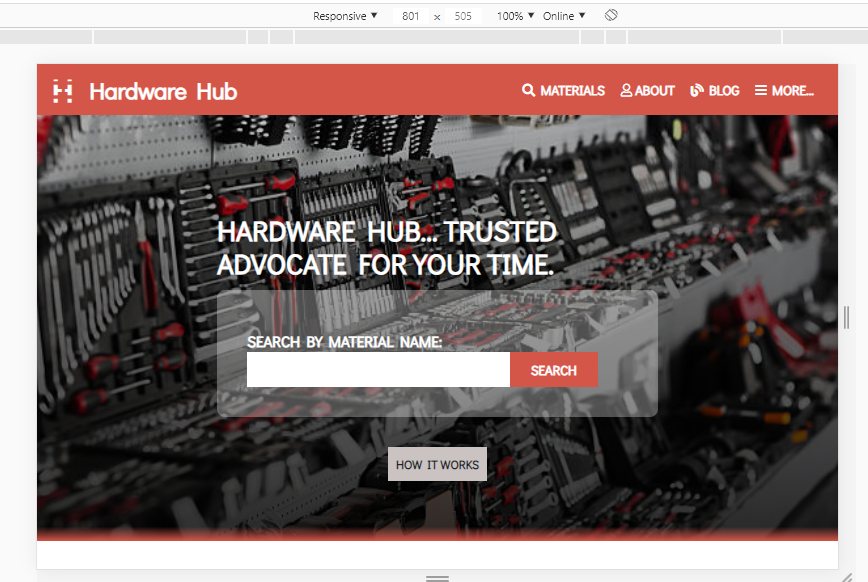 Responsive ▼ 801 x 505 100% ▼ Online ▼
Hardware Hub
MATERIALS ABOUT BLOG MORE...
HARDWARE HUB... TRUSTED
ADVOCATE FOR YOUR TIME.
SEARCH BY MATERIAL NAME:
SEARCH
HOW IT WORKS